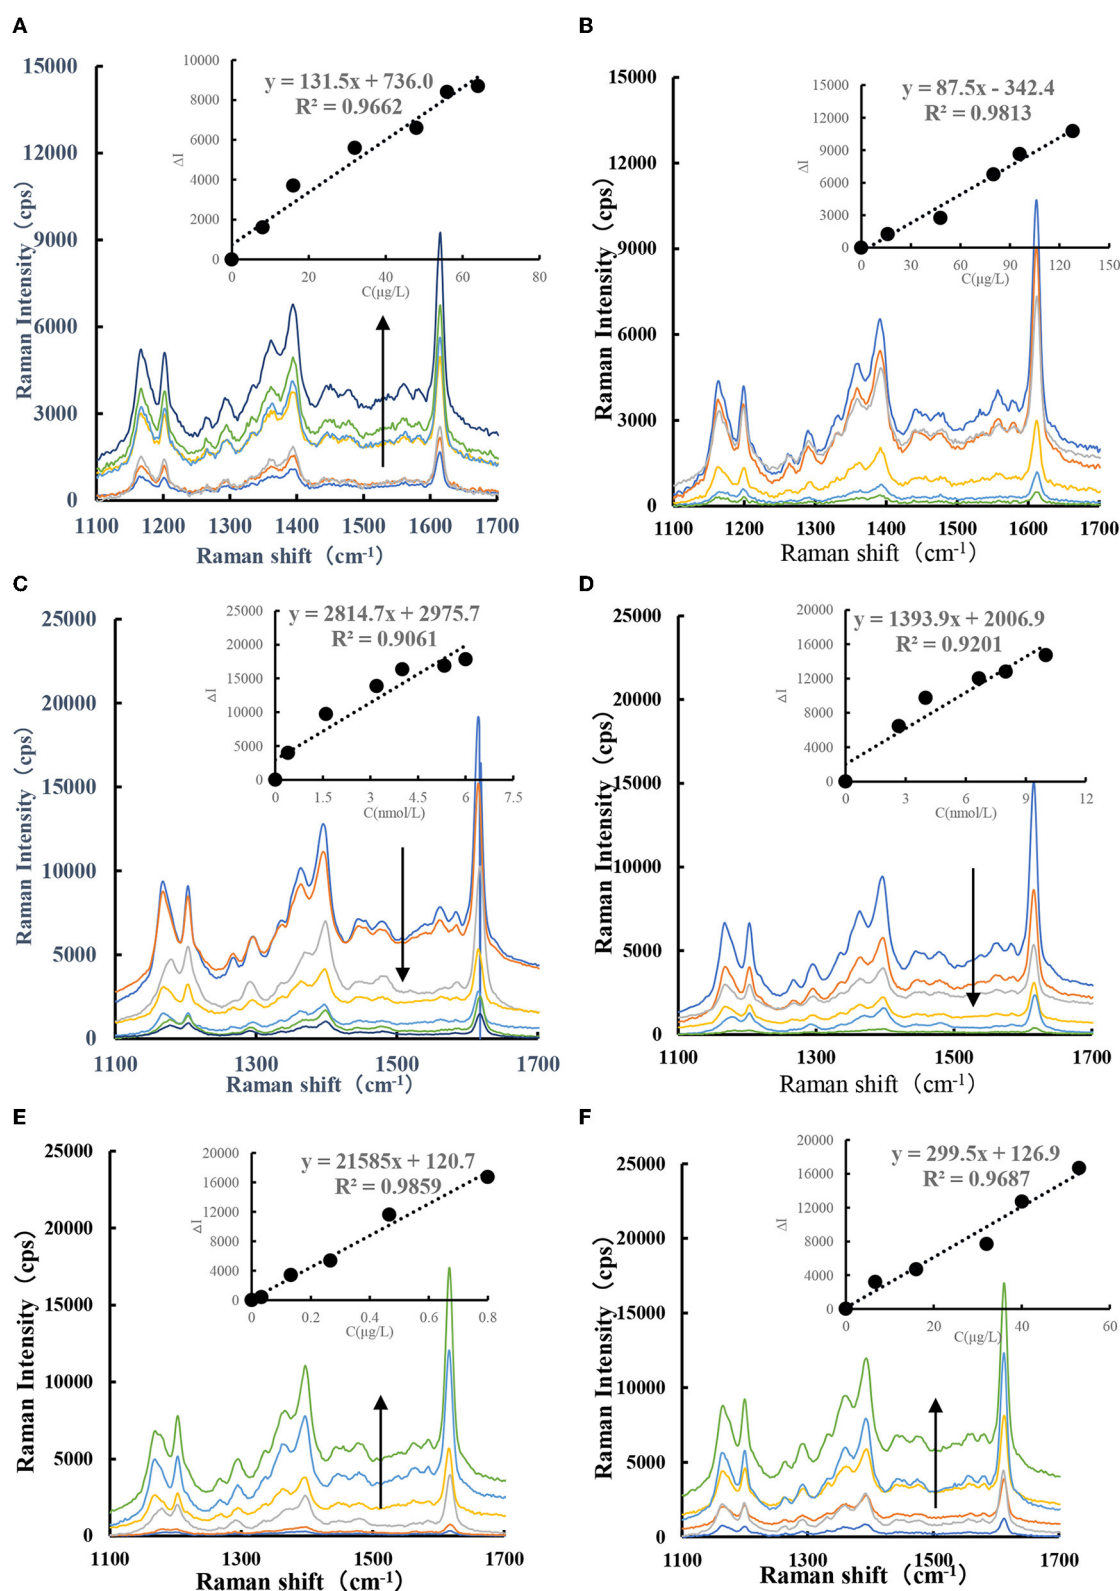 A
15000
12000
9000
6000
3000
0
Raman Intensity (cps)
1100 1200 1300 1400 1500 1600 1700
Raman shift (cm-1)
10000
8000
6000
4000
2000
0
ΔI
y = 131.5x + 736.0
R² = 0.9662
0 20 40 60 80
C(μg/L)
B
15000
12000
9000
6000
3000
0
Raman Intensity (cps)
1100 1200 1300 1400 1500 1600 1700
Raman shift (cm-1)
15000
12000
9000
6000
3000
0
ΔI
y = 87.5x - 342.4
R² = 0.9813
0 30 60 90 120 150
C(μg/L)
C
25000
20000
15000
10000
5000
0
Raman Intensity (cps)
1100 1300 1500 1700
Raman shift (cm-1)
25000
20000
15000
10000
5000
0
ΔI
y = 2814.7x + 2975.7
R² = 0.9061
0 1.5 3 4.5 6 7.5
C(nmol/L)
D
25000
20000
15000
10000
5000
0
Raman Intensity (cps)
1100 1300 1500 1700
Raman shift (cm-1)
20000
16000
12000
8000
4000
0
ΔI
y = 1393.9x + 2006.9
R² = 0.9201
0 3 6 9 12
C(nmol/L)
E
25000
20000
15000
10000
5000
0
Raman Intensity (cps)
1100 1300 1500 1700
Raman shift (cm-1)
20000
16000
12000
8000
4000
0
ΔI
y = 21585x + 120.7
R² = 0.9859
0 0.2 0.4 0.6 0.8
C(μg/L)
F
25000
20000
15000
10000
5000
0
Raman Intensity (cps)
1100 1300 1500 1700
Raman shift (cm-1)
20000
16000
12000
8000
4000
0
ΔI
y = 299.5x + 126.9
R² = 0.9687
0 20 40 60
C(μg/L)